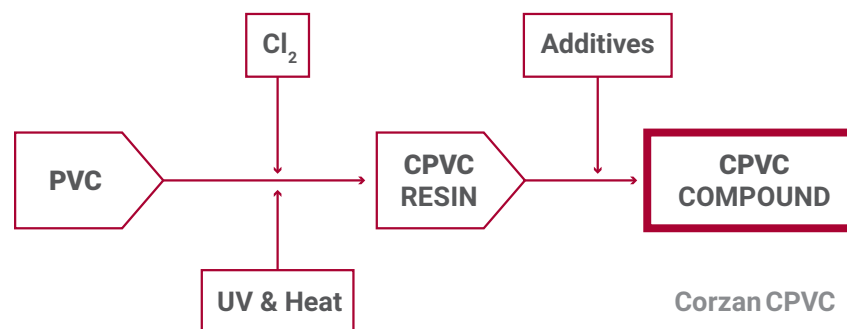 Cl₂
Additives
PVC
CPVC
RESIN
CPVC
COMPOUND
UV & Heat
Corzan CPVC